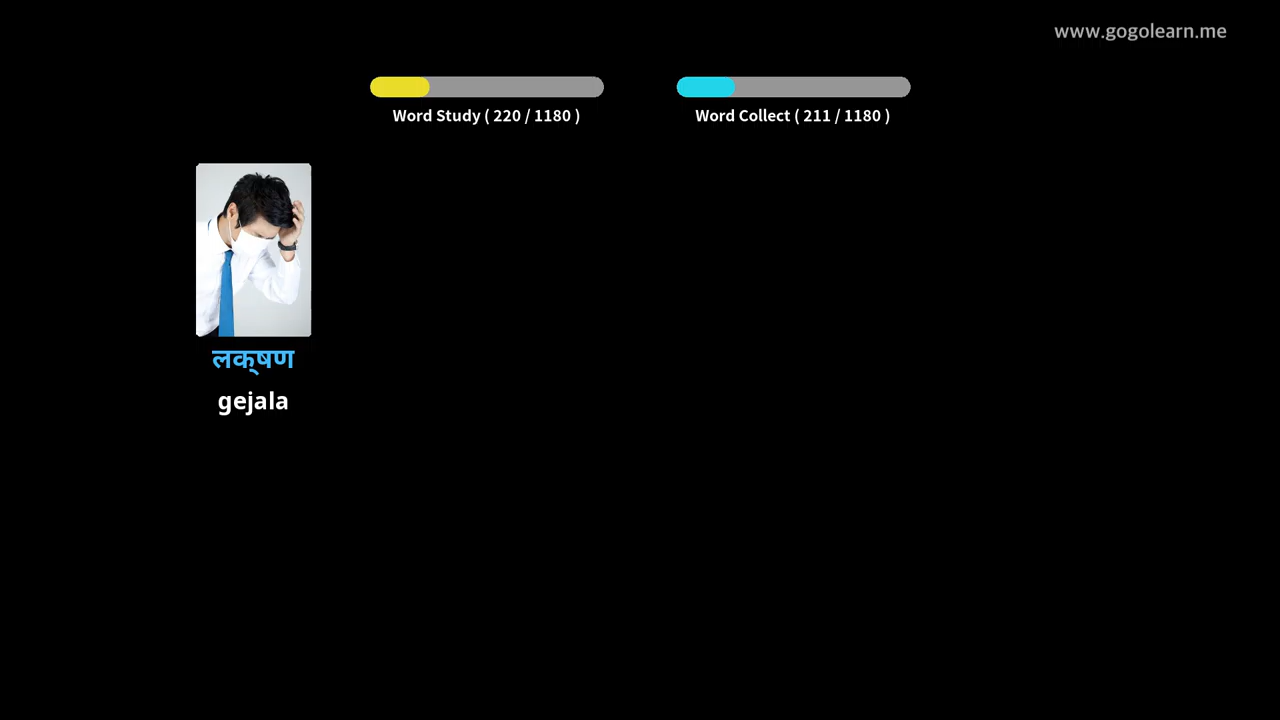 www.gogolearn.me
Word Study ( 220 / 1180 )
Word Collect ( 211 / 1180 )
लक्षण
gejala